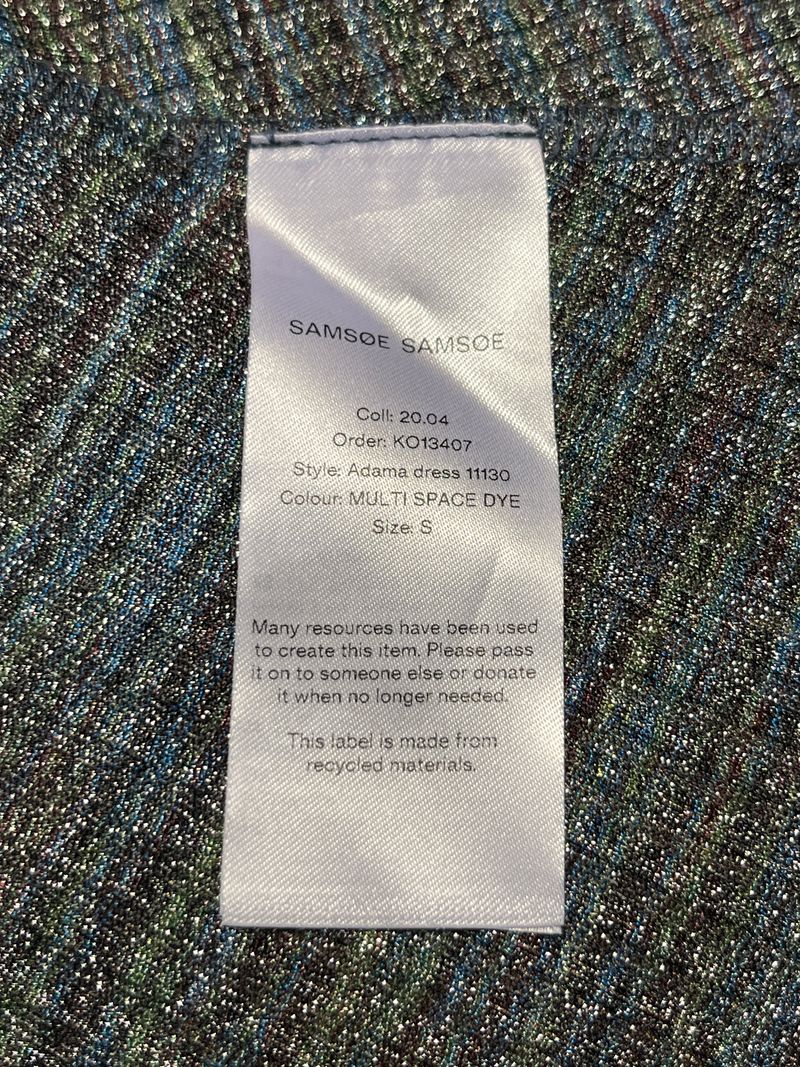 SAMSØE SAMSØE
Coll: 20.04
Order: KO13407
Style: Adama dress 11130
Colour: MULTI SPACE DYE
Size: S
Many resources have been used
to create this item. Please pass
it on to someone else or donate
it when no longer needed.
This label is made from
recycled materials.